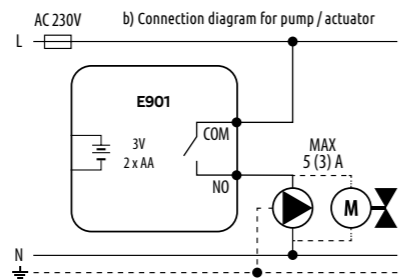 AC 230V
b) Connection diagram for pump / actuator
L
E901
COM
3V
2 x AA
NO
MAX
5 (3) A
M
N